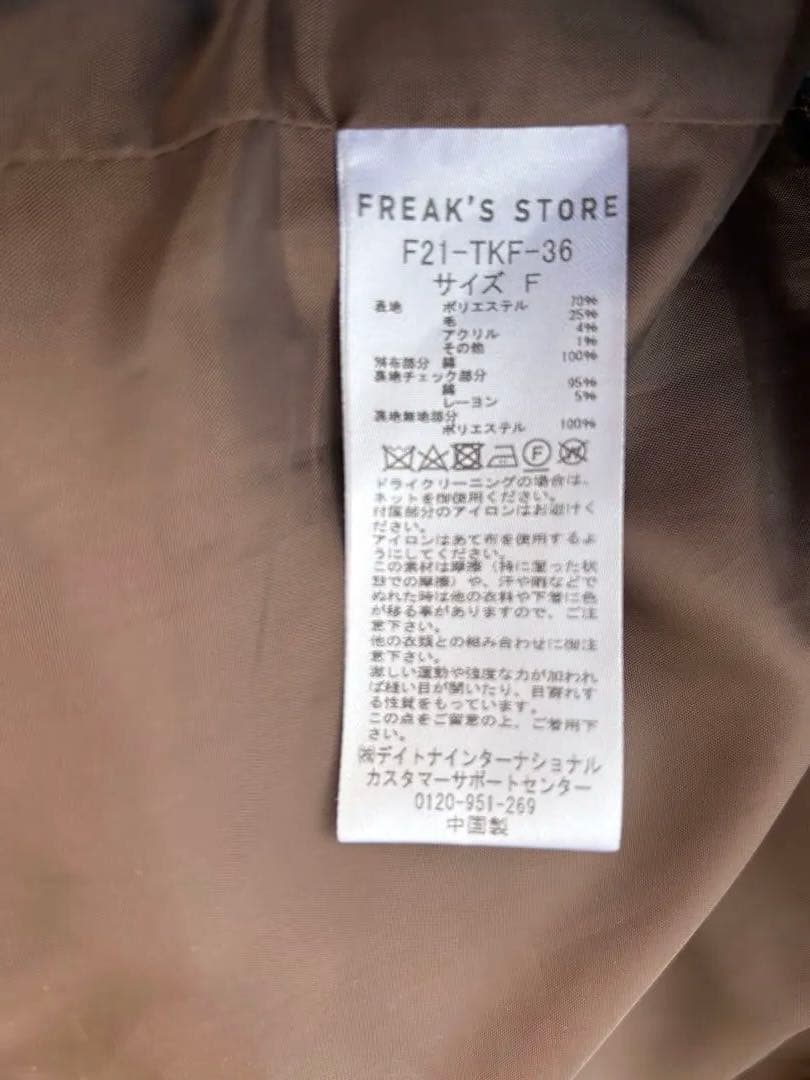 FREAK'S STORE
F21-TKF-36
サイズ F
表地 ポリエステル 70%
毛 25%
アクリル 4%
その他 1%
別布部分 綿 100%
裏地チェック部分
綿 95%
レーヨン 5%
裏地無地部分
ポリエステル 100%
F W
ドライクリーニングの場合は、
ネットを御使用ください。
付属部分のアイロンはお避けく
ださい。
アイロンはあて布を使用するよ
うにしてください。
この素材は摩擦(特に湿った状
態での摩擦)や、汗や雨などで
ぬれた時は他の衣料や下着に色
が移る事がありますので、ご注
意下さい。
他の衣類との組み合わせに御注
意下さい。
激しい運動や強度な力が加われ
ば縫い目が開いたり、目寄れす
る性質をもっています。
この点をご留意の上、ご着用下
さい。
㈱デイトナインターナショナル
カスタマーサポートセンター
0120-951-269
中国製